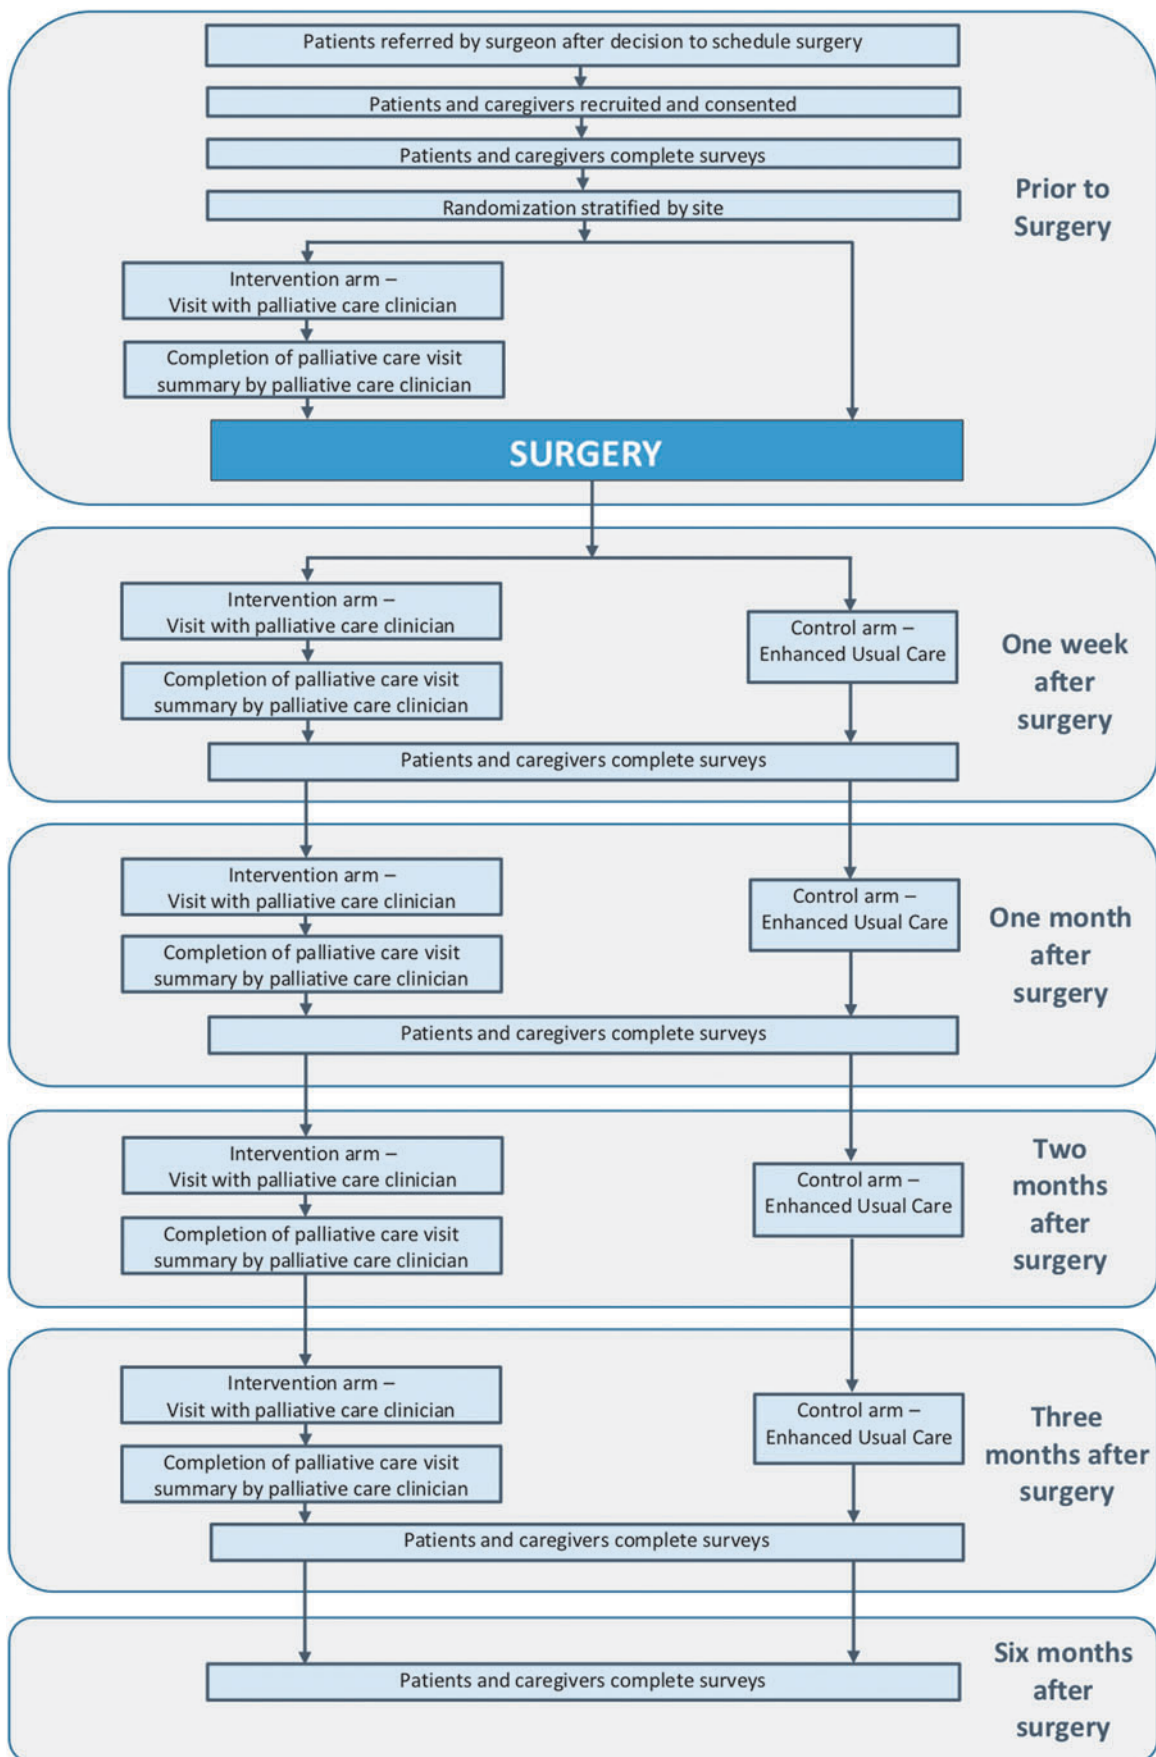 Patients referred by surgeon after decision to schedule surgery
Patients and caregivers recruited and consented
Patients and caregivers complete surveys
Randomization stratified by site
Prior to
Surgery
Intervention arm –
Visit with palliative care clinician
Completion of palliative care visit
summary by palliative care clinician
SURGERY
Intervention arm –
Visit with palliative care clinician
Completion of palliative care visit
summary by palliative care clinician
Control arm –
Enhanced Usual Care
Patients and caregivers complete surveys
One week
after
surgery
Intervention arm –
Visit with palliative care clinician
Completion of palliative care visit
summary by palliative care clinician
Control arm –
Enhanced Usual Care
Patients and caregivers complete surveys
One month
after
surgery
Intervention arm –
Visit with palliative care clinician
Completion of palliative care visit
summary by palliative care clinician
Control arm –
Enhanced Usual Care
Two
months
after
surgery
Intervention arm –
Visit with palliative care clinician
Completion of palliative care visit
summary by palliative care clinician
Control arm –
Enhanced Usual Care
Patients and caregivers complete surveys
Three
months after
surgery
Patients and caregivers complete surveys
Six months
after
surgery